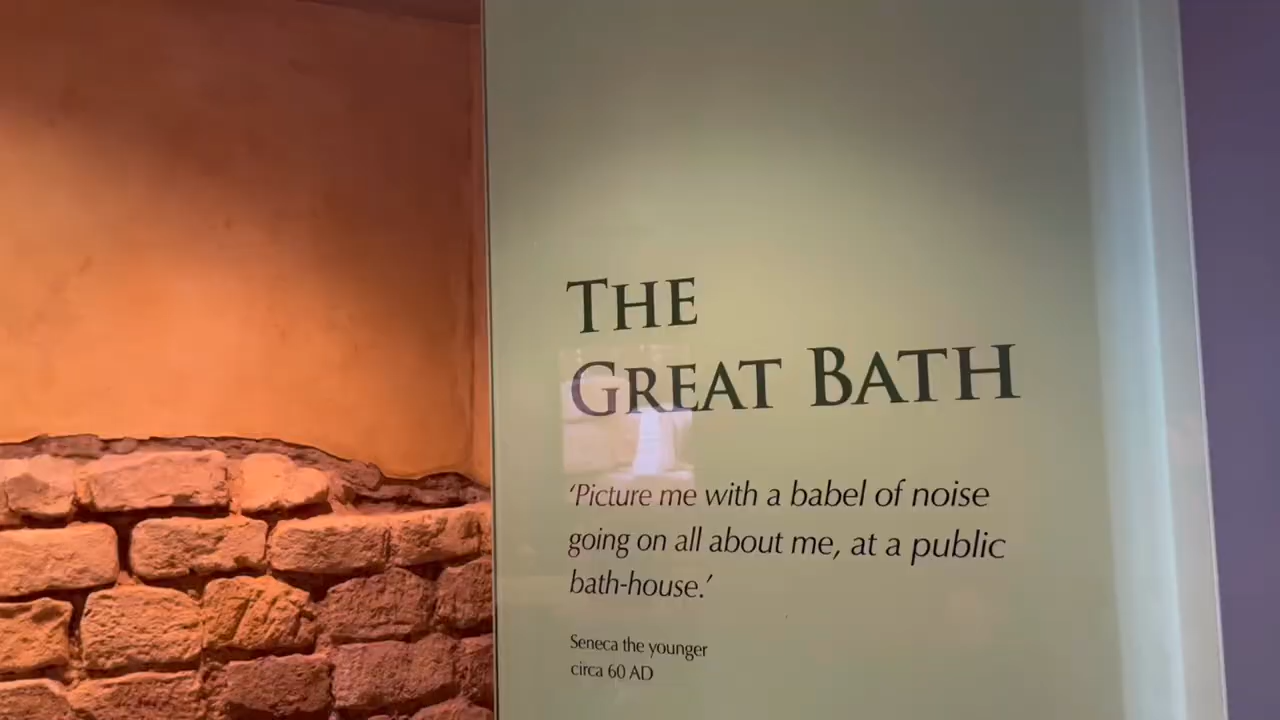 THE
GREAT BATH
‘Picture me with a babel of noise
going on all about me, at a public
bath-house.’
Seneca the younger
circa 60 AD